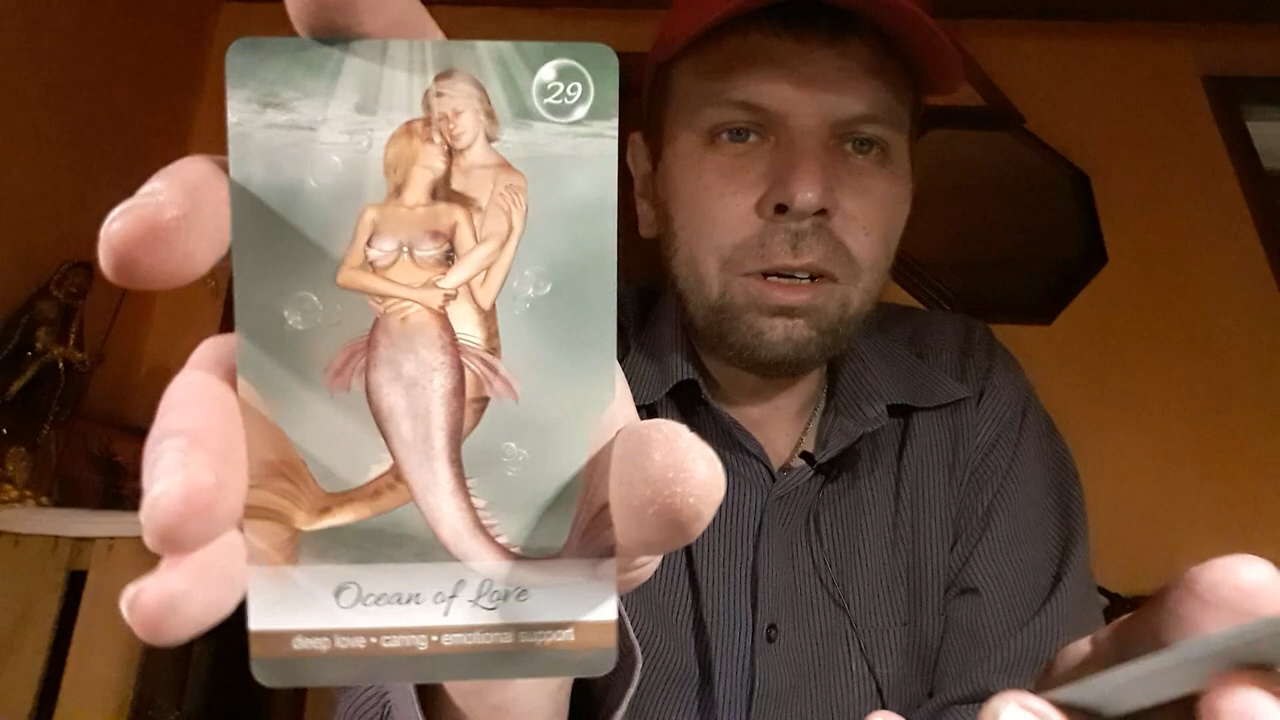 29
Ocean of Love
deep love • caring • emotional support